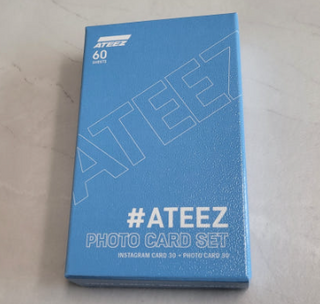 ATEEZ
60
SHEETS
ATEEZ
#ATEEZ
PHOTO CARD SET
INSTAGRAM CARD 30 + PHOTO CARD 30